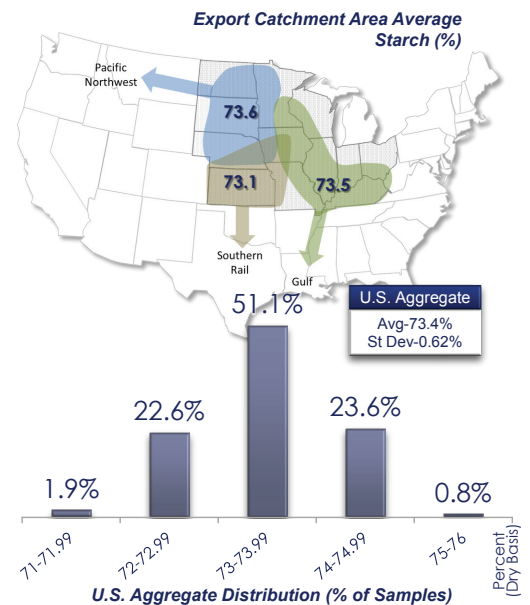 Export Catchment Area Average
Starch (%)
Pacific
Northwest
73.6
73.1
73.5
Southern
Rail
Gulf
U.S. Aggregate
Avg-73.4%
St Dev-0.62%
1.9%
22.6%
51.1%
23.6%
0.8%
71-71.99
72-72.99
73-73.99
74-74.99
75-76
Percent
(Dry Basis)
U.S. Aggregate Distribution (% of Samples)